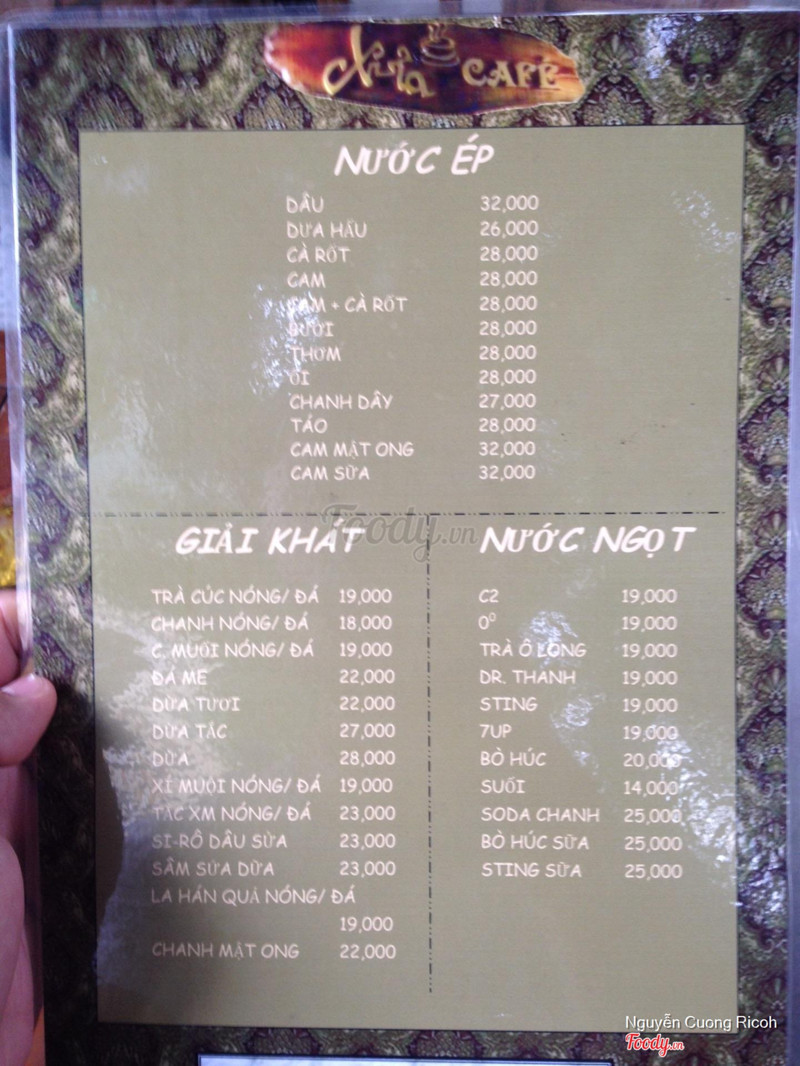 Xưa CAFÉ
NƯỚC ÉP
DÂU 32,000
DƯA HẤU 26,000
CÀ RỐT 28,000
CAM 28,000
CAM + CÀ RỐT 28,000
BƯỞI 28,000
THƠM 28,000
ỔI 28,000
CHANH DÂY 27,000
TÁO 28,000
CAM MẬT ONG 32,000
CAM SỮA 32,000
Foody.vn
GIẢI KHÁT
TRÀ CÚC NÓNG/ ĐÁ 19,000
CHANH NÓNG/ ĐÁ 18,000
C. MUỐI NÓNG/ ĐÁ 19,000
ĐÁ ME 22,000
DỪA TƯƠI 22,000
DỪA TẮC 27,000
DỪA 28,000
XÍ MUỘI NÓNG/ ĐÁ 19,000
TẮC XM NÓNG/ ĐÁ 23,000
SI-RÔ DÂU SỮA 23,000
SÂM SỨA DỪA 23,000
LA HÁN QUẢ NÓNG/ ĐÁ
19,000
CHANH MẬT ONG 22,000
NƯỚC NGỌT
C2 19,000
0⁰ 19,000
TRÀ Ô LONG 19,000
DR. THANH 19,000
STING 19,000
7UP 19,000
BÒ HÚC 20,000
SUỐI 14,000
SODA CHANH 25,000
BÒ HÚC SỮA 25,000
STING SỮA 25,000
Nguyễn Cuong Ricoh
Foody.vn